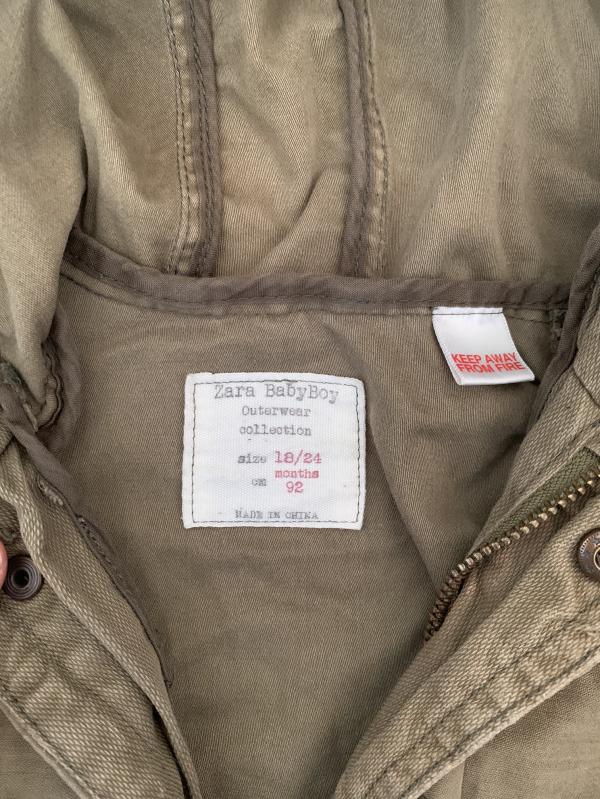 Zara BabyBoy
Outerwear
collection
size 18/24
months
cm 92
MADE IN CHINA
KEEP AWAY
FROM FIRE